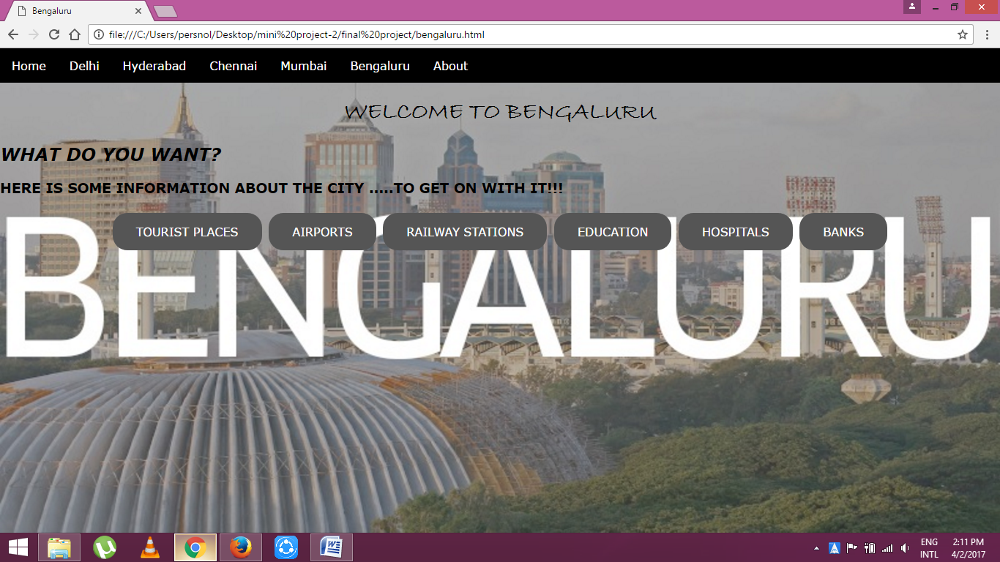 Bengaluru
file:///C:/Users/persnol/Desktop/mini%20project-2/final%20project/bengaluru.html
Home Delhi Hyderabad Chennai Mumbai Bengaluru About
WELCOME TO BENGALURU
WHAT DO YOU WANT?
HERE IS SOME INFORMATION ABOUT THE CITY .....TO GET ON WITH IT!!!
TOURIST PLACES AIRPORTS RAILWAY STATIONS EDUCATION HOSPITALS BANKS
BENGALURU
ENG 2:11 PM
INTL 4/2/2017